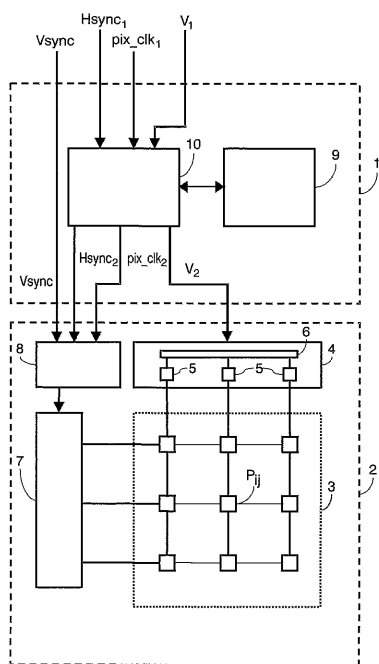 Hsync₁
V₁
Vsync
pix_clk₁
10
9
1
Hsync₂
pix_clk₂
V₂
Vsync
6
8
5
5
4
7
2
Pij
3